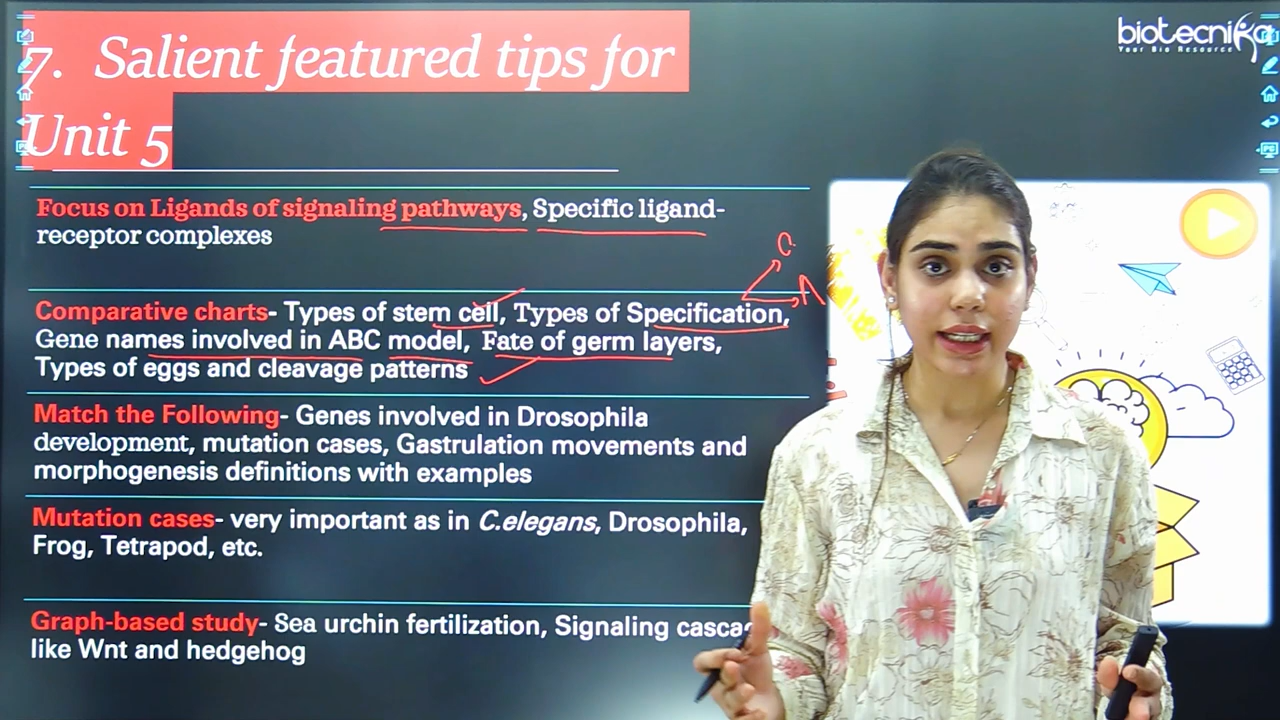 7. Salient featured tips for
Unit 5
biotecnika
Your Bio Resource
Focus on Ligands of signaling pathways, Specific ligand-
receptor complexes
Comparative charts- Types of stem cell, Types of Specification,
Gene names involved in ABC model, Fate of germ layers,
Types of eggs and cleavage patterns
Match the Following- Genes involved in Drosophila
development, mutation cases, Gastrulation movements and
morphogenesis definitions with examples
Mutation cases- very important as in C.elegans, Drosophila,
Frog, Tetrapod, etc.
Graph-based study- Sea urchin fertilization, Signaling
like Wnt and hedgehog